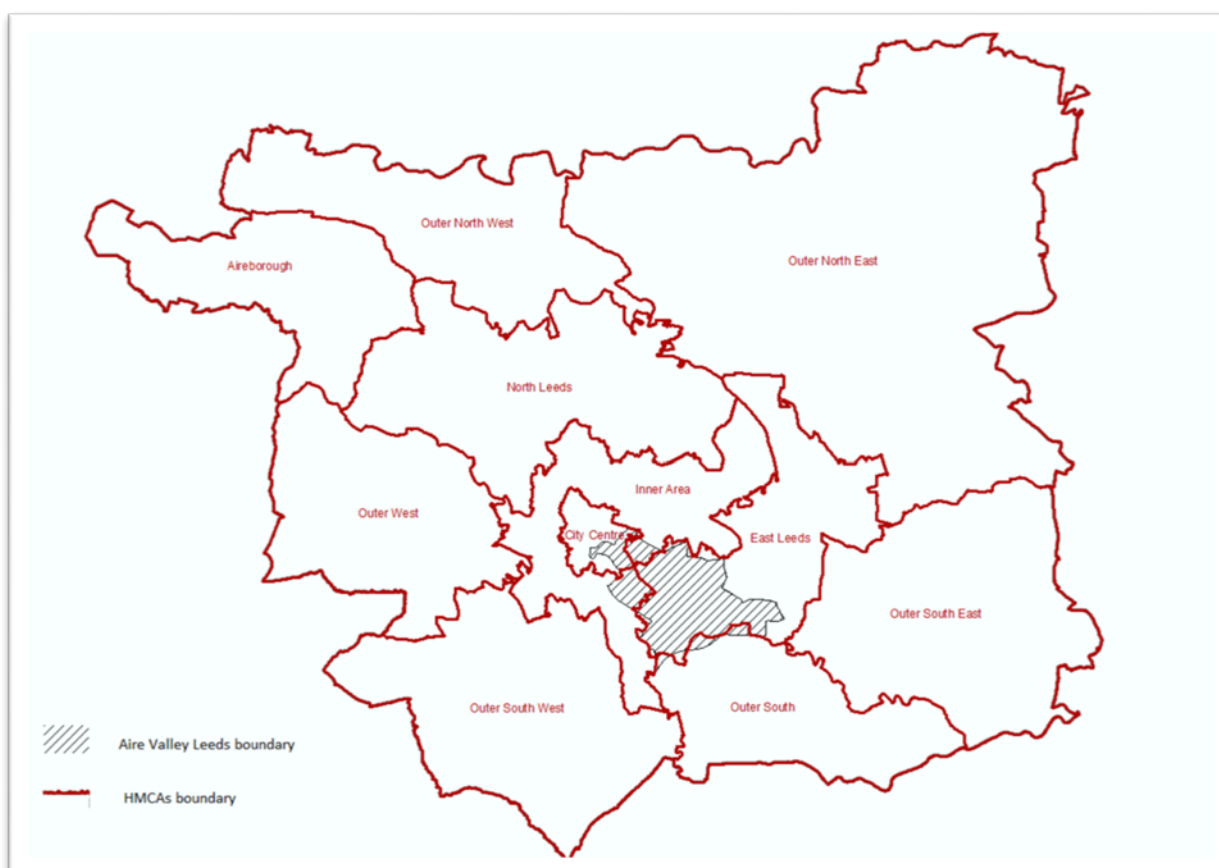 Outer North West
Outer North East
Aireborough
North Leeds
Inner Area
Outer West
City Centre
East Leeds
Outer South East
Outer South West
Outer South
Aire Valley Leeds boundary
HMCAs boundary